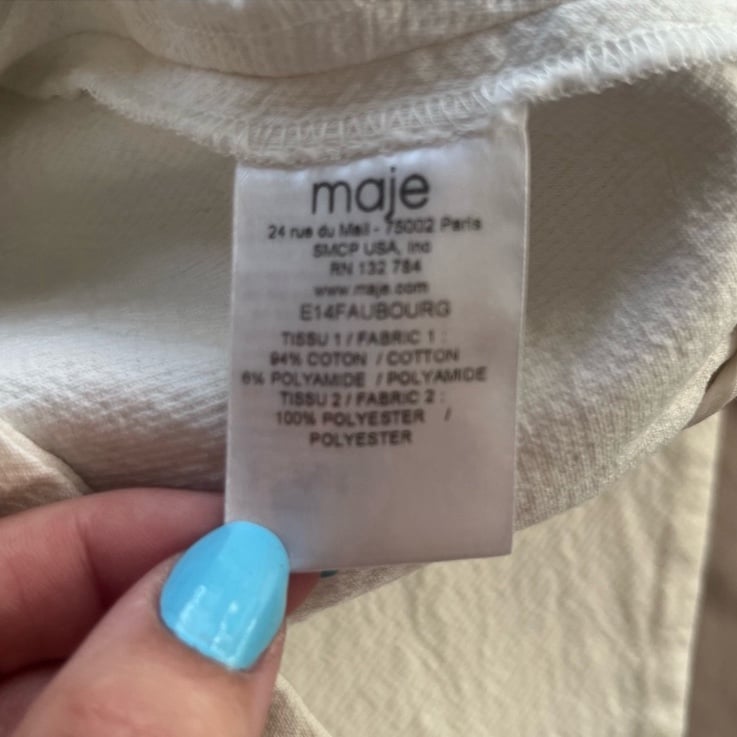 maje
24 rue du Mail - 75002 Paris
SMCP USA, Inc
RN 132 784
www.maje.com
E14FAUBOURG
TISSU 1 / FABRIC 1 :
94% COTON / COTTON
6% POLYAMIDE / POLYAMIDE
TISSU 2 / FABRIC 2 :
100% POLYESTER /
POLYESTER